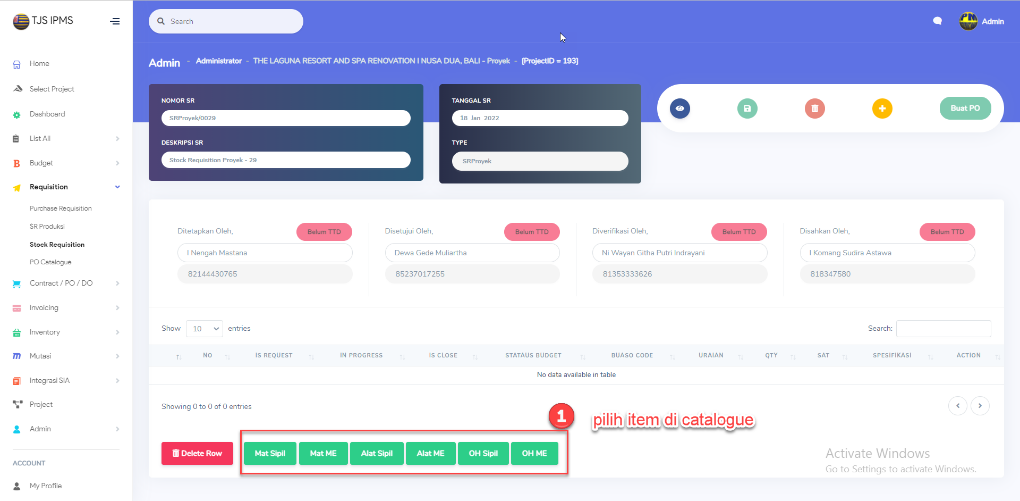 TJS IPMS
Search
Admin
Admin - Administrator - THE LAGUNA RESORT AND SPA RENOVATION I NUSA DUA, BALI - Proyek - [ProjectID = 193]
Home
Select Project
Dashboard
List All
Budget
Requisition
Purchase Requisition
SR Produksi
Stock Requisition
PO Catalogue
Contract / PO / DO
Invoicing
Inventory
Mutasi
Integrasi SIA
Project
Admin
ACCOUNT
My Profile
NOMOR SR
SRProyek/0029
DESKRIPSI SR
Stock Requisition Proyek - 29
TANGGAL SR
18 Jan 2022
TYPE
SRProyek
Buat PO
Ditetapkan Oleh,
Belum TTD
I Nengah Mastana
82144430765
Disetujui Oleh,
Belum TTD
Dewa Gede Muliartha
85237017255
Diverifikasi Oleh,
Belum TTD
Ni Wayan Githa Putri Indrayani
81353333626
Disahkan Oleh,
Belum TTD
I Komang Sudira Astawa
818347580
Show 10 entries
Search:
NO IS REQUEST IN PROGRESS IS CLOSE STATAUS BUDGET BUASO CODE URAIAN QTY SAT SPESIFIKASI ACTION
No data available in table
Showing 0 to 0 of 0 entries
1 pilih item di catalogue
Delete Row Mat Sipil Mat ME Alat Sipil Alat ME OH Sipil OH ME
Activate Windows
Go to Settings to activate Windows.